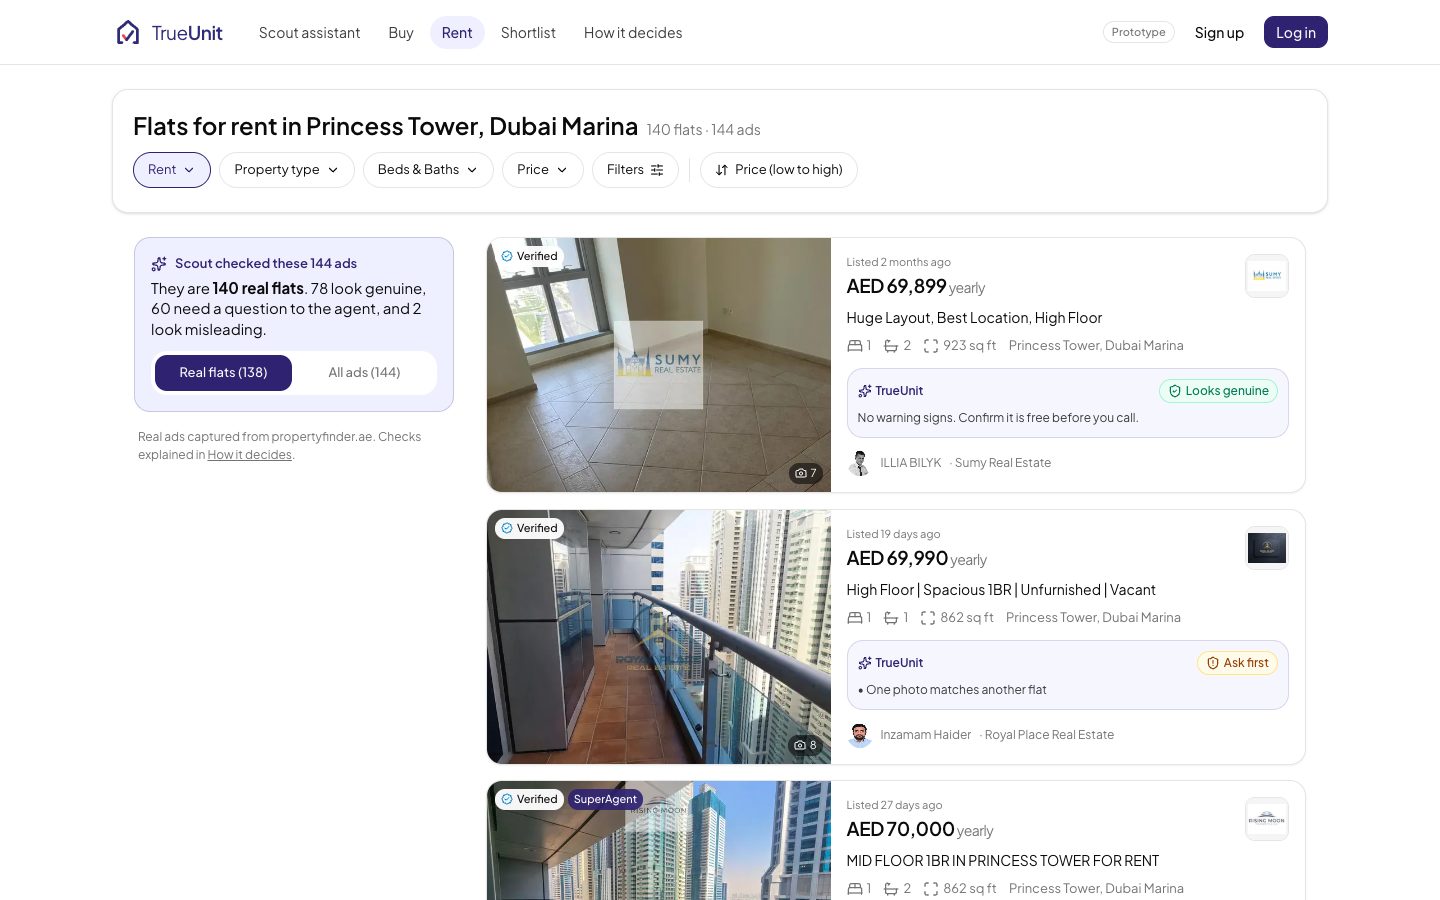 TrueUnit
Scout assistant
Buy
Rent
Shortlist
How it decides
Prototype
Sign up
Log in
Flats for rent in Princess Tower, Dubai Marina 140 flats · 144 ads
Rent
Property type
Beds & Baths
Price
Filters
Price (low to high)
Scout checked these 144 ads
They are 140 real flats. 78 look genuine,
60 need a question to the agent, and 2
look misleading.
Real flats (138)
All ads (144)
Real ads captured from propertyfinder.ae. Checks
explained in How it decides.
Verified
SUMY
REAL ESTATE
7
Listed 2 months ago
SUMY
AED 69,899 yearly
Huge Layout, Best Location, High Floor
1 2 923 sq ft Princess Tower, Dubai Marina
TrueUnit
Looks genuine
No warning signs. Confirm it is free before you call.
ILLIA BILYK · Sumy Real Estate
Verified
ROYAL PLACE
REAL ESTATE
8
Listed 19 days ago
AED 69,990 yearly
High Floor | Spacious 1BR | Unfurnished | Vacant
1 1 862 sq ft Princess Tower, Dubai Marina
TrueUnit
Ask first
• One photo matches another flat
Inzamam Haider · Royal Place Real Estate
Verified
SuperAgent
RISING MOON
Listed 27 days ago
RISING MOON
AED 70,000 yearly
MID FLOOR 1BR IN PRINCESS TOWER FOR RENT
1 2 862 sq ft Princess Tower, Dubai Marina